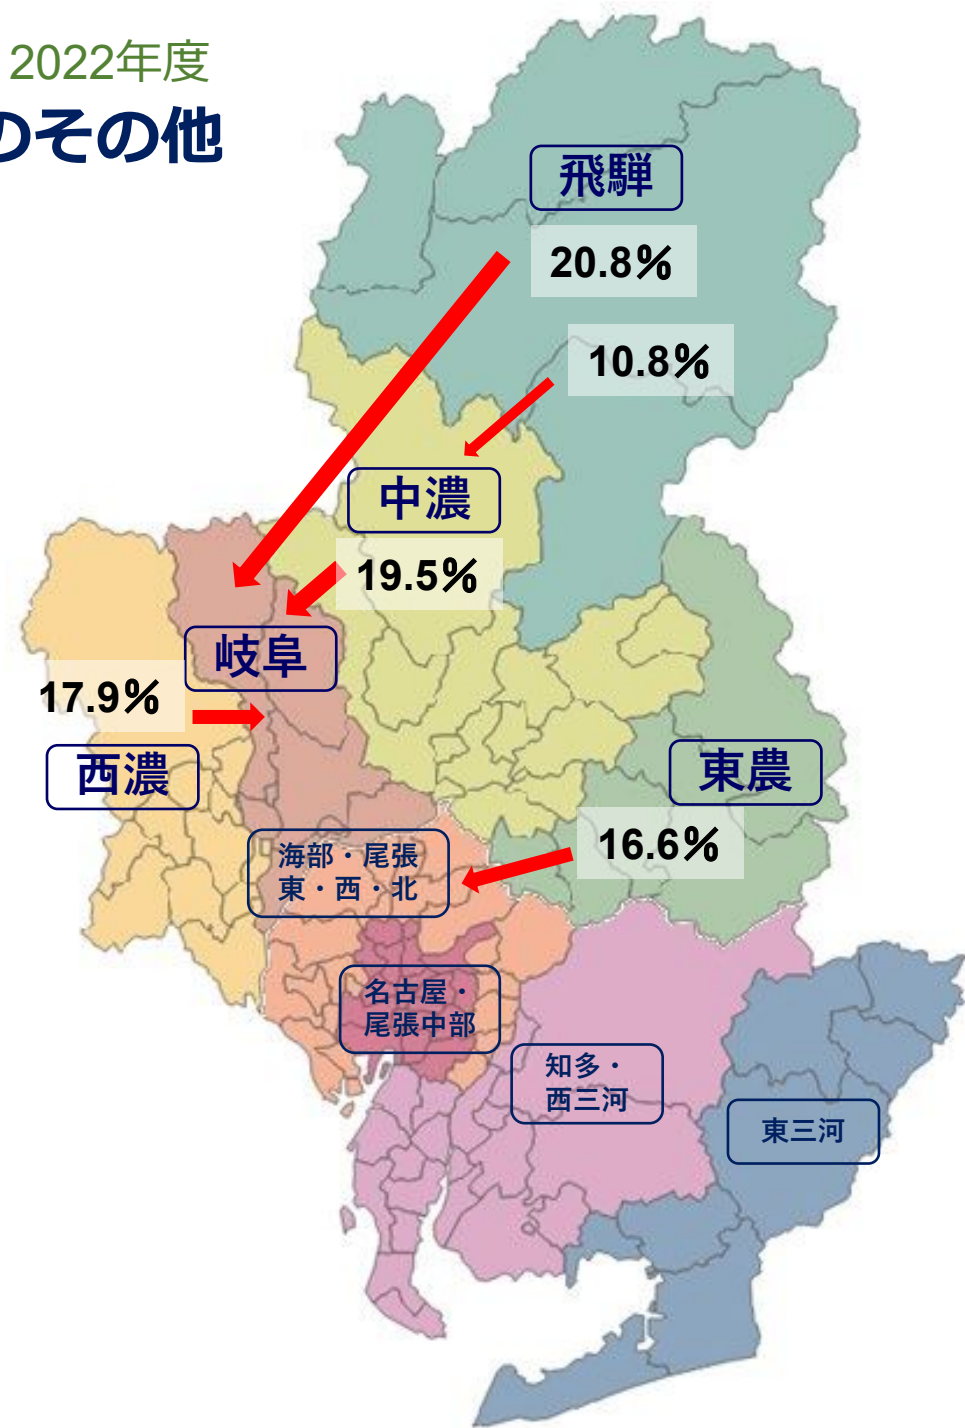 2022年度
のその他
飛騨
20.8%
10.8%
中濃
19.5%
岐阜
17.9%
西濃
東農
16.6%
海部・尾張
東・西・北
名古屋・
尾張中部
知多・
西三河
東三河